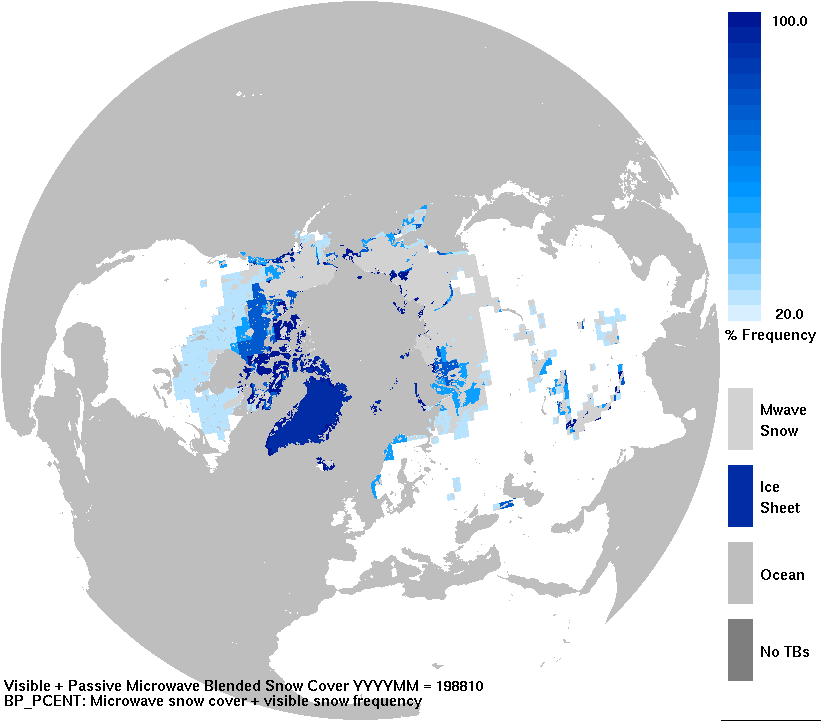 100.0
20.0
% Frequency
Mwave
Snow
Ice
Sheet
Ocean
No TBs
Visible + Passive Microwave Blended Snow Cover YYYYMM = 198810
BP_PCENT: Microwave snow cover + visible snow frequency